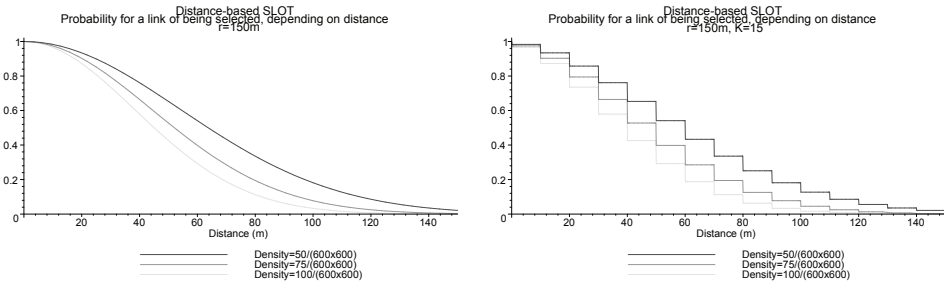 Distance-based SLOT
Probability for a link of being selected, depending on distance
r=150m
1
0.8
0.6
0.4
0.2
0
20
40
60
80
100
120
140
Distance (m)
Density=50/(600x600)
Density=75/(600x600)
Density=100/(600x600)
Distance-based SLOT
Probability for a link of being selected, depending on distance
r=150m, K=15
1
0.8
0.6
0.4
0.2
0
20
40
60
80
100
120
140
Distance (m)
Density=50/(600x600)
Density=75/(600x600)
Density=100/(600x600)